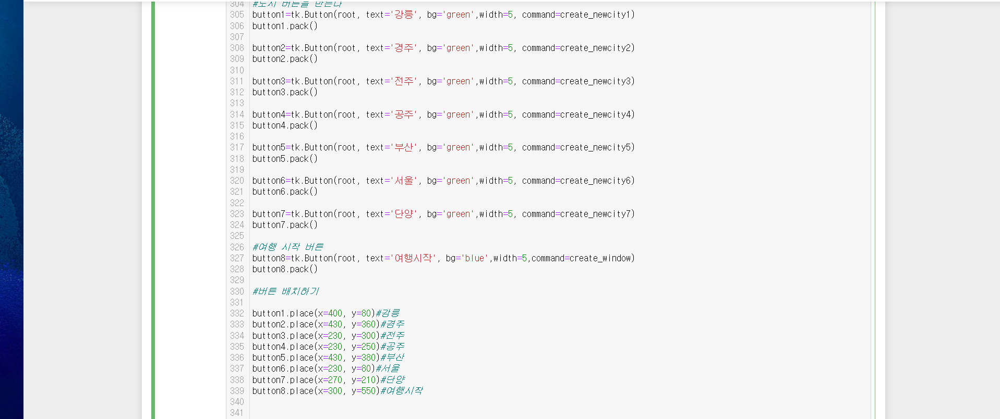 304 #도시 버튼을 만든다
305 button1=tk.Button(root, text='강릉', bg='green',width=5, command=create_newcity1)
306 button1.pack()
307
308 button2=tk.Button(root, text='경주', bg='green',width=5, command=create_newcity2)
309 button2.pack()
310
311 button3=tk.Button(root, text='전주', bg='green',width=5, command=create_newcity3)
312 button3.pack()
313
314 button4=tk.Button(root, text='공주', bg='green',width=5, command=create_newcity4)
315 button4.pack()
316
317 button5=tk.Button(root, text='부산', bg='green',width=5, command=create_newcity5)
318 button5.pack()
319
320 button6=tk.Button(root, text='서울', bg='green',width=5, command=create_newcity6)
321 button6.pack()
322
323 button7=tk.Button(root, text='단양', bg='green',width=5, command=create_newcity7)
324 button7.pack()
325
326 #여행 시작 버튼
327 button8=tk.Button(root, text='여행시작', bg='blue',width=5,command=create_window)
328 button8.pack()
329
330 #버튼 배치하기
331
332 button1.place(x=400, y=80)#강릉
333 button2.place(x=430, y=360)#경주
334 button3.place(x=230, y=300)#전주
335 button4.place(x=230, y=250)#공주
336 button5.place(x=430, y=380)#부산
337 button6.place(x=230, y=80)#서울
338 button7.place(x=270, y=210)#단양
339 button8.place(x=300, y=550)#여행시작
340
341